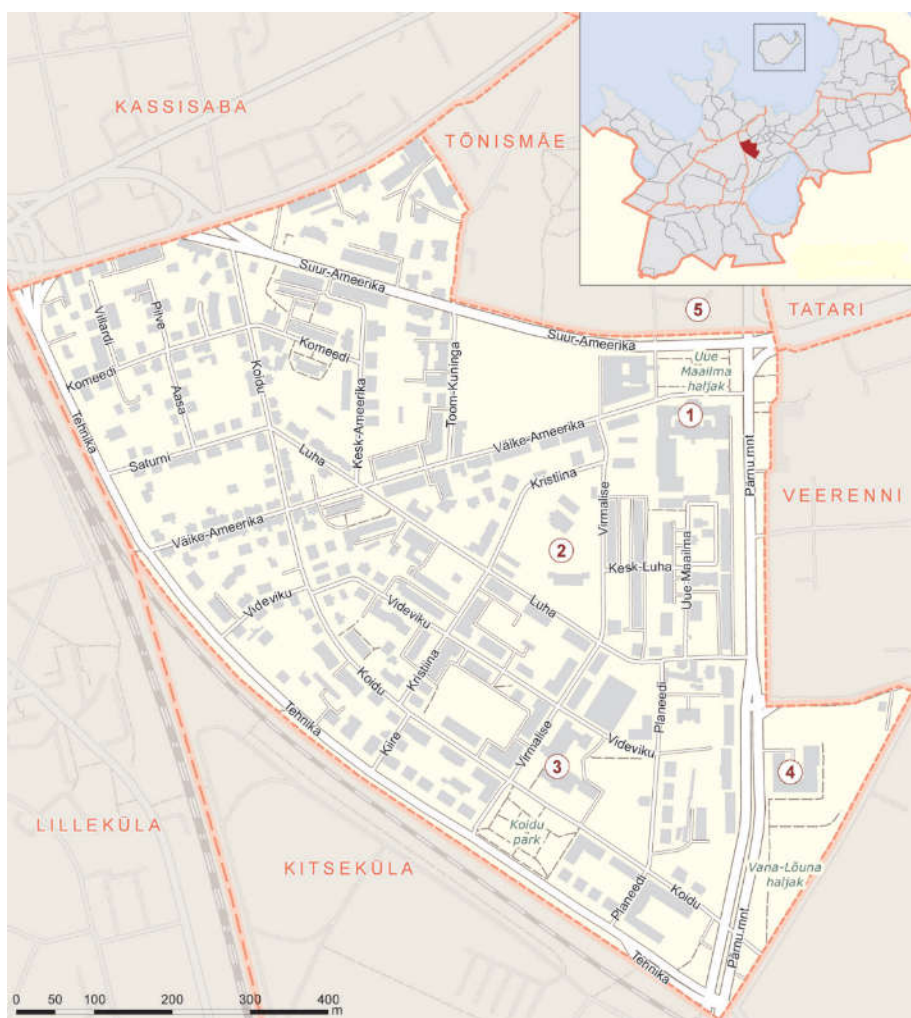 KASSISABA
TÕNISMÄE
Suur-Ameerika
5
TATARI
Villardi
Pilve
Komeedi
Suur-Ameerika
Uue
Maailma
haljak
Komeedi
Aasa
Koidu
Kesk-Ameerika
Toom-Kuninga
1
Tehnika
Saturni
Luha
Väike-Ameerika
Pärnu mnt
Kristiina
VEERENNI
Väike-Ameerika
Virmalise
2
Kesk-Luha
Uue-Maailma
Videviku
Videviku
Luha
Kristiina
Koidu
Planeedi
Tehnika
Kiire
Virmalise
Videviku
3
4
LILLEKÜLA
KITSEKÜLA
Koidu
park
Vana-Lõuna
haljak
Planeedi
Koidu
Pärnu mnt
Tehnika
0 50 100 200 300 400
m